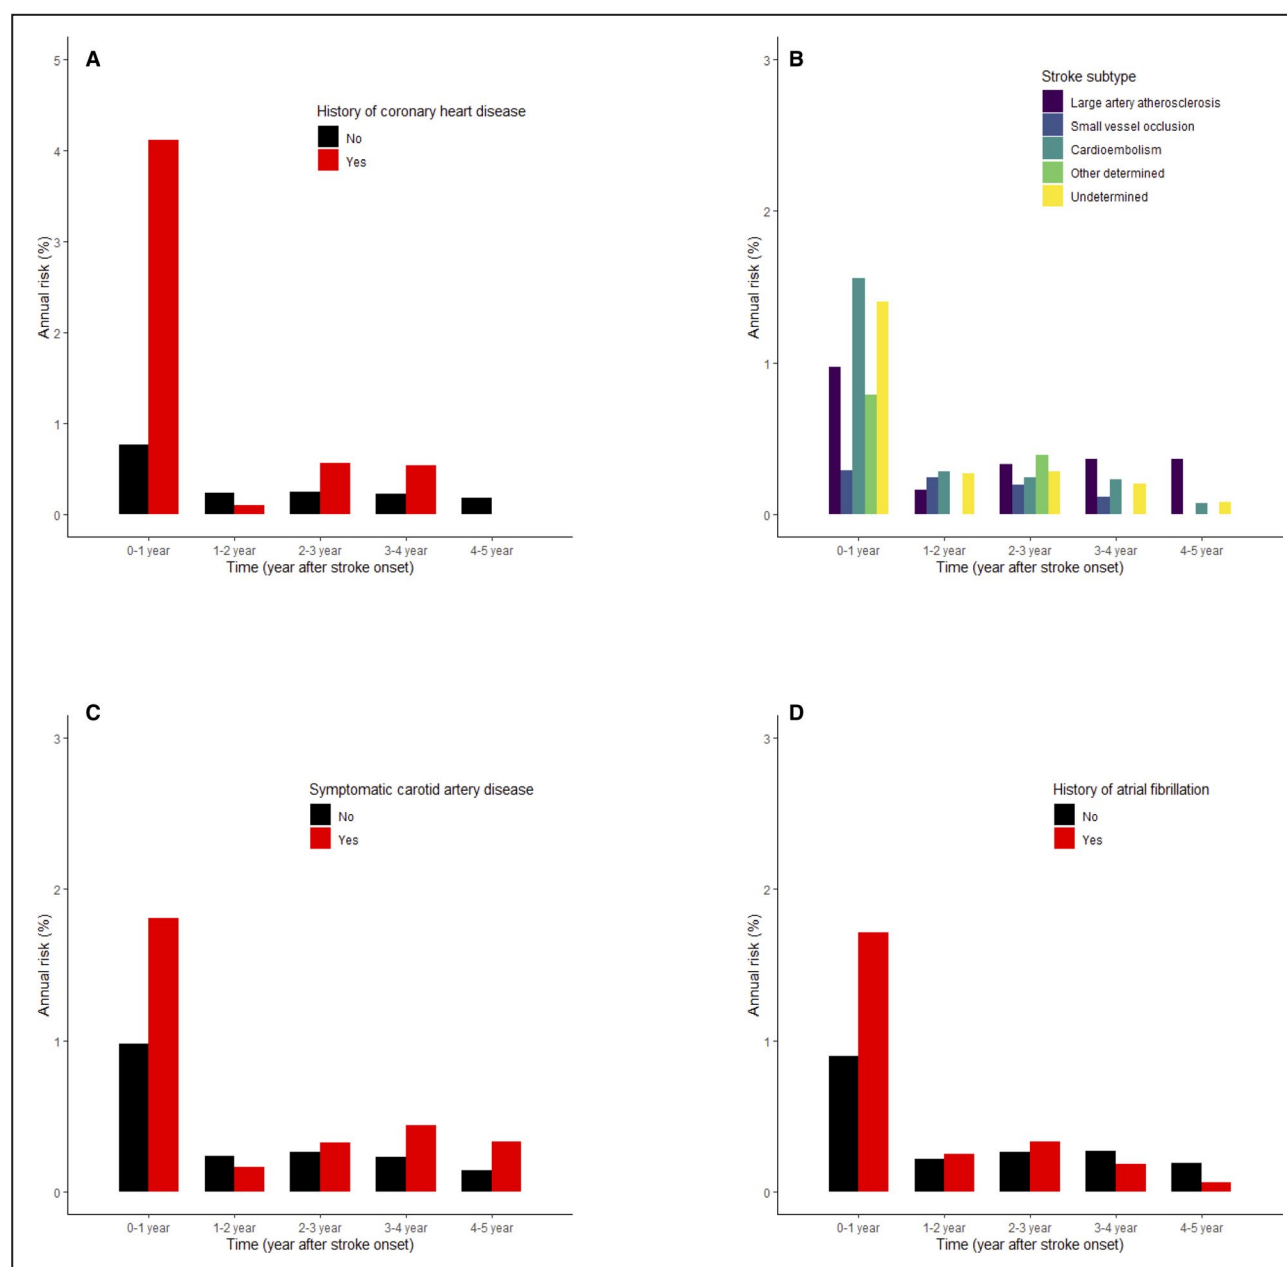 A
5
4
3
2
1
0
Annual risk (%)
History of coronary heart disease
No
Yes
0-1 year 1-2 year 2-3 year 3-4 year 4-5 year
Time (year after stroke onset)
B
3
2
1
0
Annual risk (%)
Stroke subtype
Large artery atherosclerosis
Small vessel occlusion
Cardioembolism
Other determined
Undetermined
0-1 year 1-2 year 2-3 year 3-4 year 4-5 year
Time (year after stroke onset)
C
3
2
1
0
Annual risk (%)
Symptomatic carotid artery disease
No
Yes
0-1 year 1-2 year 2-3 year 3-4 year 4-5 year
Time (year after stroke onset)
D
3
2
1
0
Annual risk (%)
History of atrial fibrillation
No
Yes
0-1 year 1-2 year 2-3 year 3-4 year 4-5 year
Time (year after stroke onset)